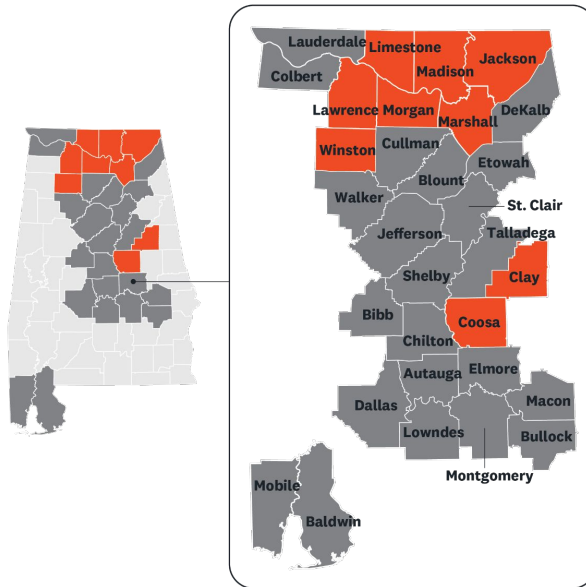 Lauderdale
Limestone
Jackson
Madison
Colbert
Lawrence
Morgan
Marshall
DeKalb
Winston
Cullman
Etowah
Blount
Walker
St. Clair
Jefferson
Talladega
Shelby
Clay
Bibb
Coosa
Chilton
Autauga
Elmore
Dallas
Macon
Lowndes
Bullock
Montgomery
Mobile
Baldwin